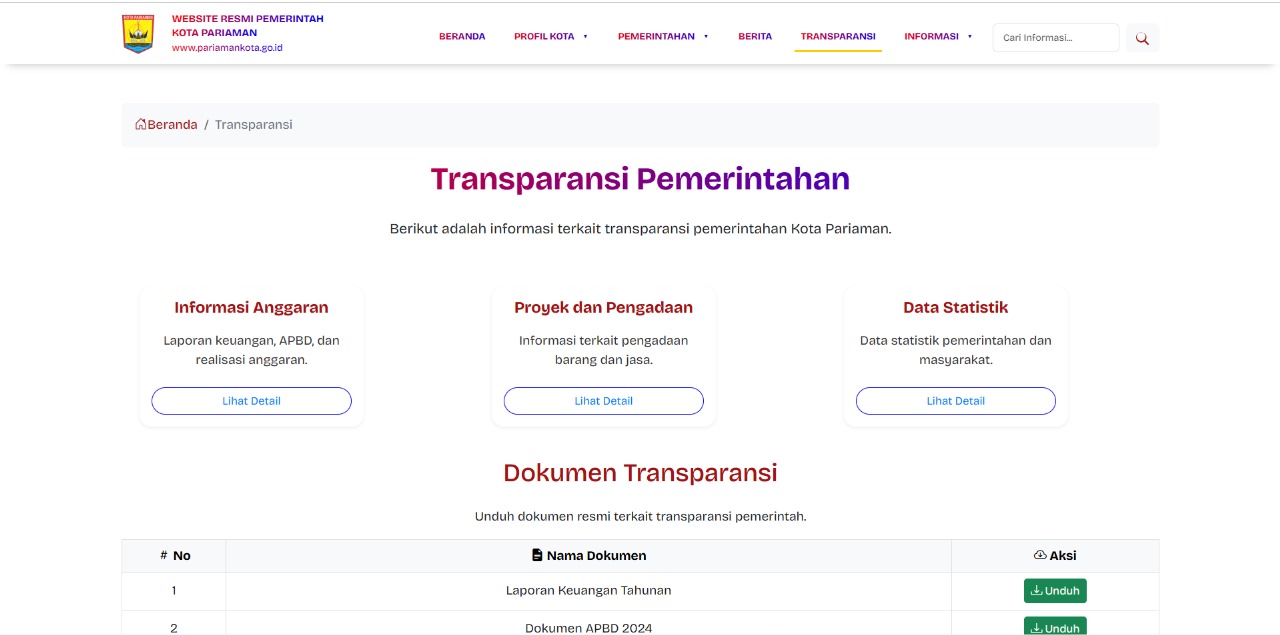 KOTA PARIAMAN
WEBSITE RESMI PEMERINTAH
KOTA PARIAMAN
www.pariamankota.go.id
BERANDA PROFIL KOTA PEMERINTAHAN BERITA TRANSPARANSI INFORMASI Cari Informasi...
Beranda / Transparansi
Transparansi Pemerintahan
Berikut adalah informasi terkait transparansi pemerintahan Kota Pariaman.
Informasi Anggaran
Laporan keuangan, APBD, dan
realisasi anggaran.
Lihat Detail
Proyek dan Pengadaan
Informasi terkait pengadaan
barang dan jasa.
Lihat Detail
Data Statistik
Data statistik pemerintahan dan
masyarakat.
Lihat Detail
Dokumen Transparansi
Unduh dokumen resmi terkait transparansi pemerintah.
# No Nama Dokumen Aksi
1 Laporan Keuangan Tahunan Unduh
2 Dokumen APBD 2024 Unduh